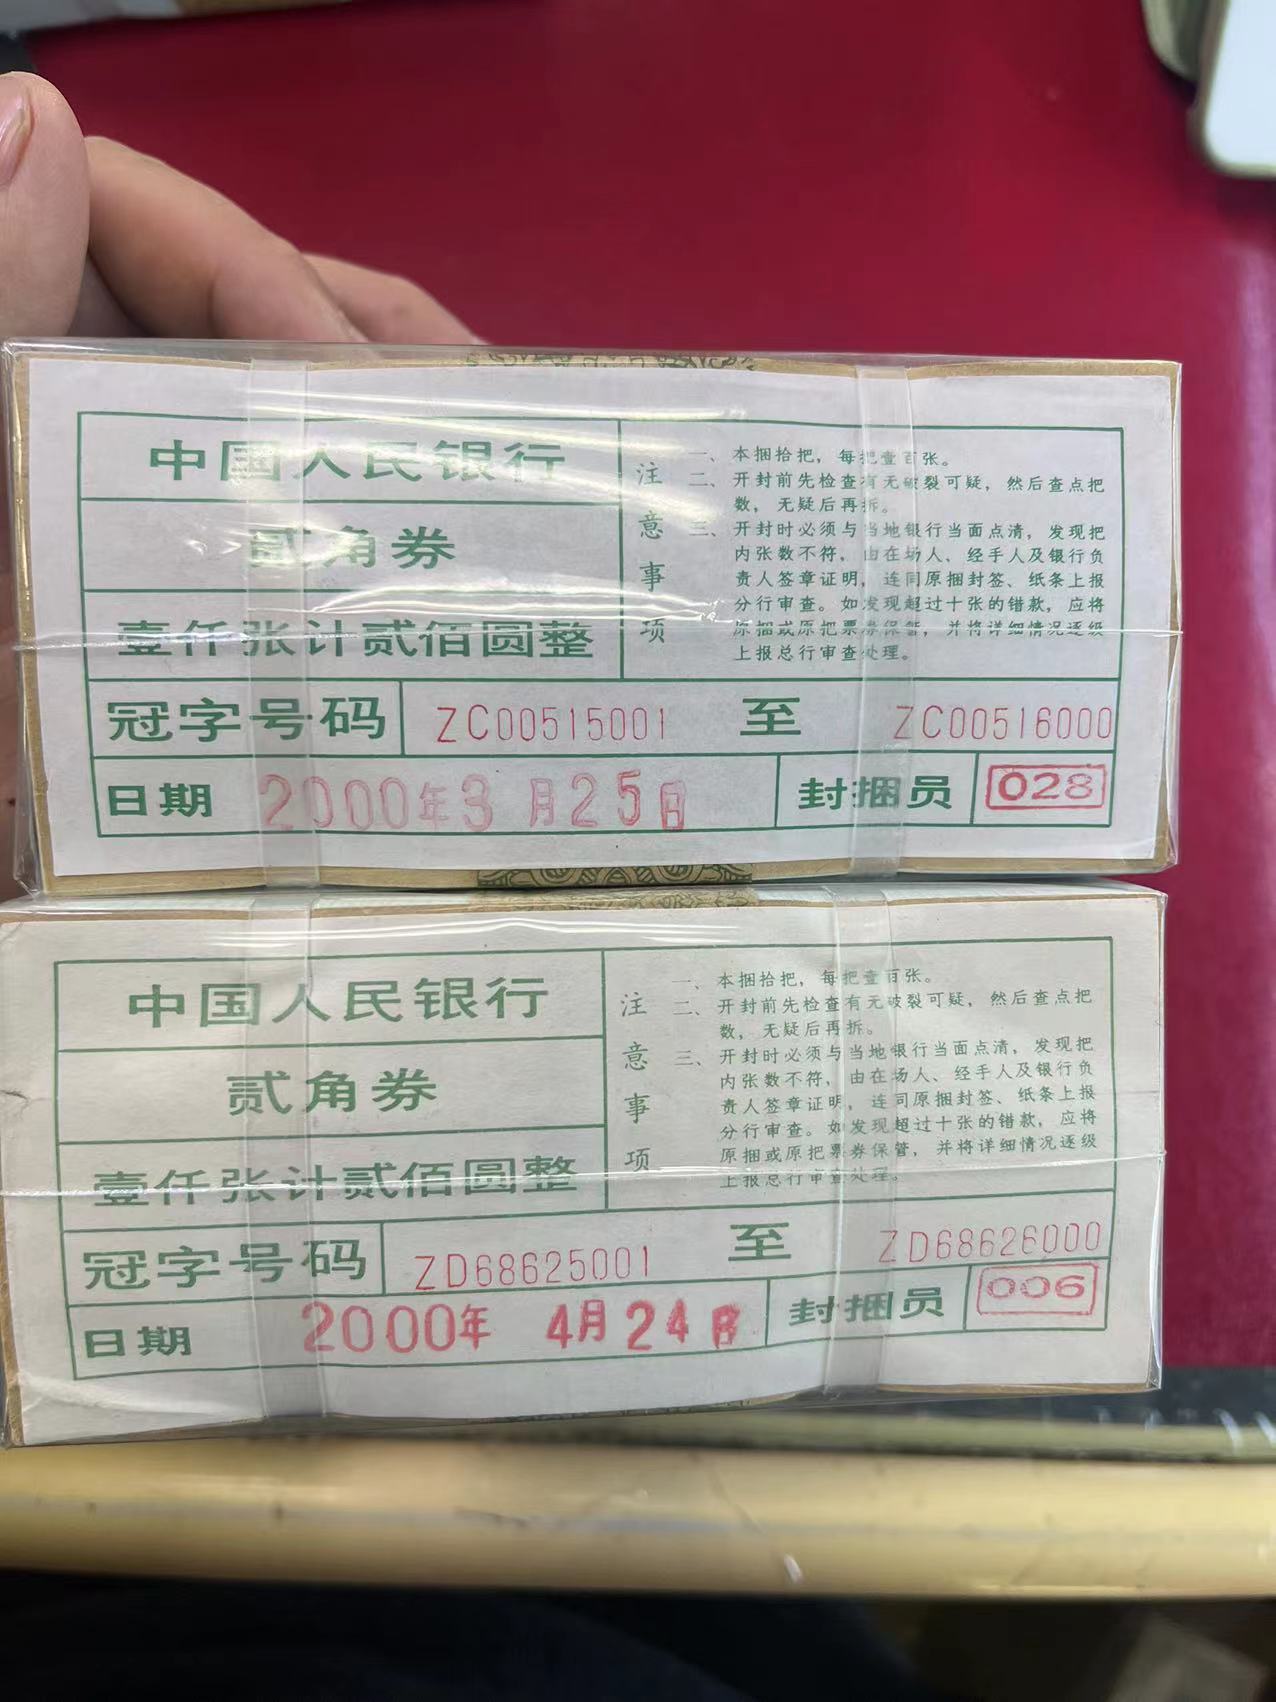 中国人民银行
贰角券
壹仟张计贰佰圆整
注意事项
一、本捆拾把，每把壹百张。
二、开封前先检查有无破裂可疑，然后查点把
数，无疑后再拆。
三、开封时必须与当地银行当面点清，发现把
内张数不符，由在场人、经手人及银行负
责人签章证明，连同原捆封签、纸条上报
分行审查。如发现超过十张的错款，应将
原捆或原把票券保管，并将详细情况逐级
上报总行审查处理。
冠字号码 ZC00515001 至 ZC00516000
日期 2000年3月25日 封捆员 028
中国人民银行
贰角券
壹仟张计贰佰圆整
注意事项
一、本捆拾把，每把壹百张。
二、开封前先检查有无破裂可疑，然后查点把
数，无疑后再拆。
三、开封时必须与当地银行当面点清，发现把
内张数不符，由在场人、经手人及银行负
责人签章证明，连同原捆封签、纸条上报
分行审查。如发现超过十张的错款，应将
原捆或原把票券保管，并将详细情况逐级
上报总行审查处理。
冠字号码 ZD68625001 至 ZD68626000
日期 2000年 4月24日 封捆员 006